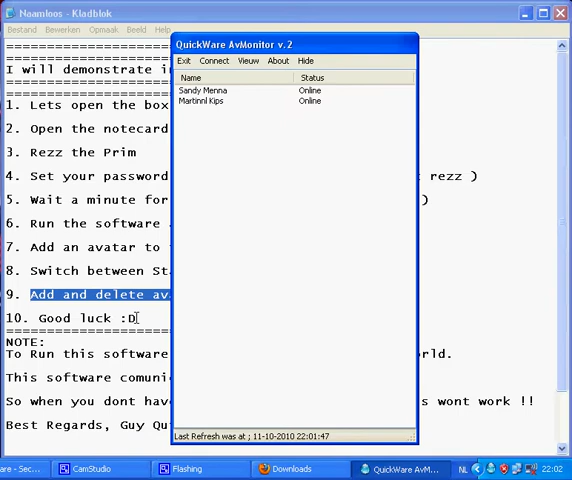 Naamloos - Kladblok
Bestand Bewerken Opmaak Beeld Help
I will demonstrate in
1. Lets open the box
2. Open the notecard
3. Rezz the Prim
4. Set your password rezz )
5. Wait a minute for )
6. Run the software
7. Add an avatar to
8. Switch between
9. Add and delete
10. Good luck :D
NOTE:
To Run this software
This software comuni
So when you dont hav s wont work !!
Best Regards, Guy
QuickWare AvMonitor v.2
Exit Connect Vieuw About Hide
Name Status
Sandy Menna Online
Martinnl Kips Online
Last Refresh was at ; 11-10-2010 22:01:47
CamStudio Flashing Downloads QuickWare AvM... NL 22:02